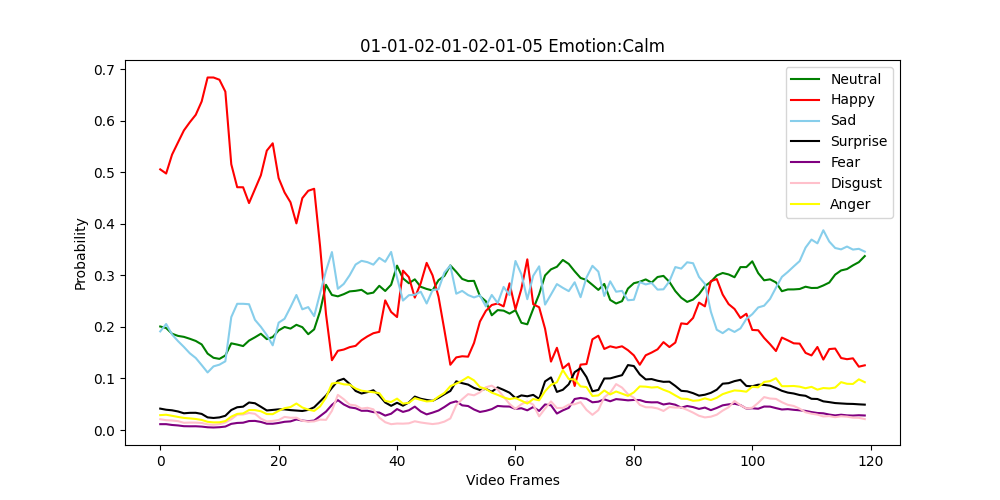 01-01-02-01-02-01-05 Emotion:Calm
0.7
0.6
0.5
0.4
0.3
0.2
0.1
0.0
Probability
Neutral
Happy
Sad
Surprise
Fear
Disgust
Anger
0 20 40 60 80 100 120
Video Frames